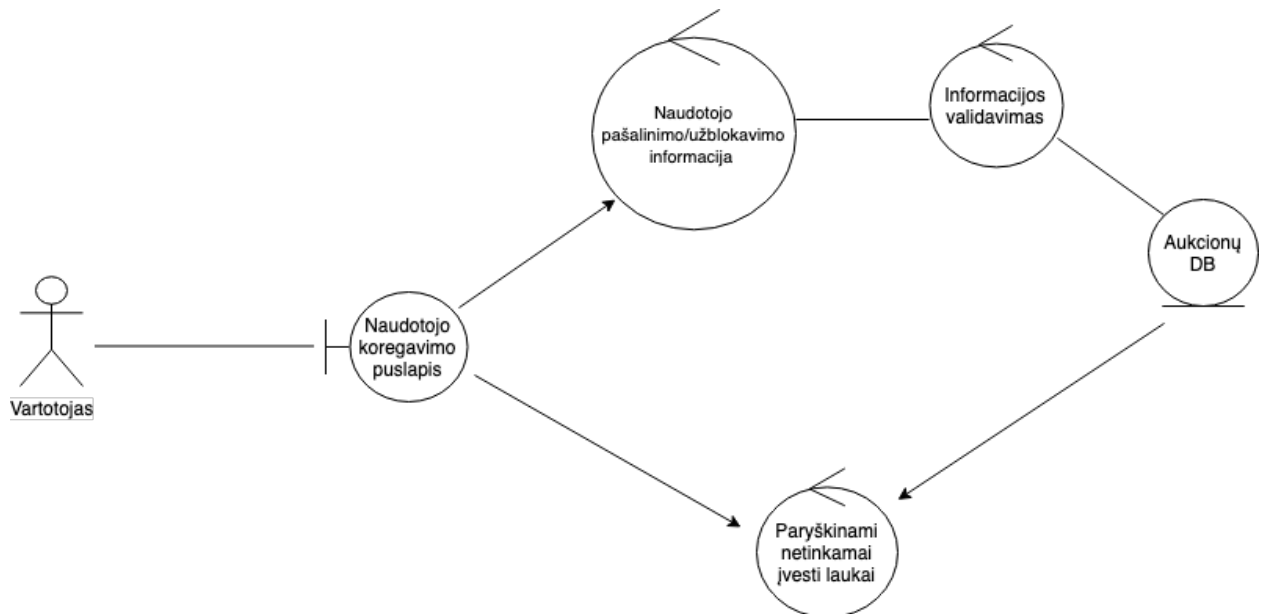 Naudotojo
pašalinimo/užblokavimo
informacija
Informacijos
validavimas
Aukcionų
DB
Naudotojo
koregavimo
puslapis
Vartotojas
Paryškinami
netinkamai
įvesti laukai